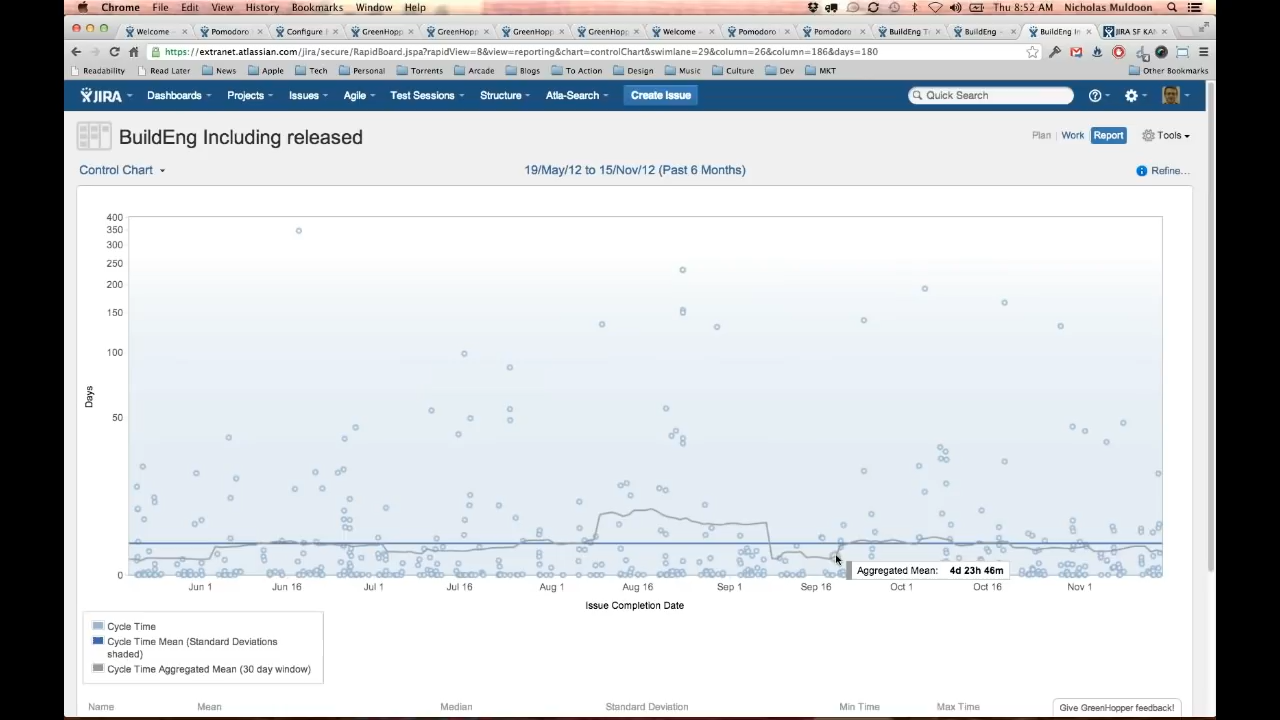 Chrome File Edit View History Bookmarks Window Help Thu 8:52 AM Nicholas Muldoon
Welcome - Pomodoro Configure GreenHop GreenHop GreenHop GreenHop Welcome - Pomodom Pomodoro BuildEng T BuildEng - BuildEng In JIRA SF KAN
https://extranet.atlassian.com/jira/secure/RapidBoard.jspa?rapidView=8&view=reporting&chart=controlChart&swimlane=29&column=26&column=186&days=180
Readability Read Later News Apple Tech Personal Torrents Arcade Blogs To Action Design Music Culture Dev MKT Other Bookmarks
JIRA Dashboards Projects Issues Agile Test Sessions Structure Atla-Search Create Issue Quick Search
BuildEng Including released Plan Work Report Tools
Control Chart 19/May/12 to 15/Nov/12 (Past 6 Months) Refine...
400
350
300
250
200
150
100
Days
50
0
Aggregated Mean: 4d 23h 46m
Jun 1 Jun 16 Jul 1 Jul 16 Aug 1 Aug 16 Sep 1 Sep 16 Oct 1 Oct 16 Nov 1
Issue Completion Date
Cycle Time
Cycle Time Mean (Standard Deviations
shaded)
Cycle Time Aggregated Mean (30 day window)
Name Mean Median Standard Deviation Min Time Max Time Give GreenHopper feedback!